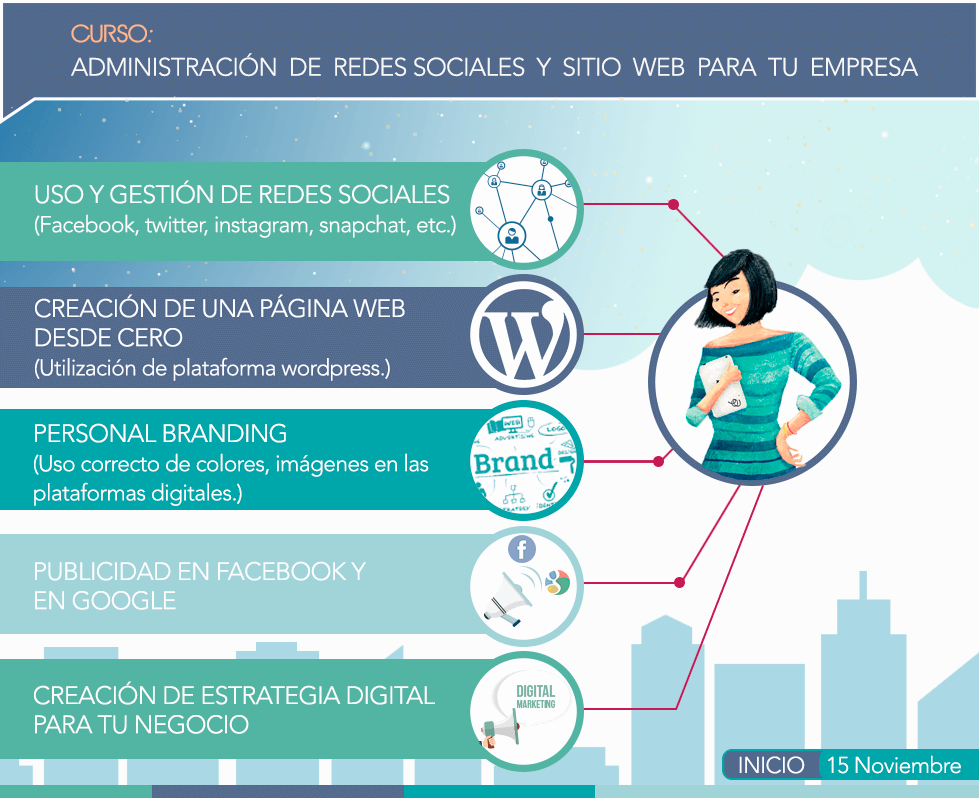 CURSO:
ADMINISTRACIÓN DE REDES SOCIALES Y SITIO WEB PARA TU EMPRESA
USO Y GESTIÓN DE REDES SOCIALES
(Facebook, twitter, instagram, snapchat, etc.)
CREACIÓN DE UNA PÁGINA WEB
DESDE CERO
(Utilización de plataforma wordpress.)
W
PERSONAL BRANDING
(Uso correcto de colores, imágenes en las
plataformas digitales.)
WEB
ADVERTISING
LOGO
Brand
PUBLICIDAD EN FACEBOOK Y
EN GOOGLE
f
CREACIÓN DE ESTRATEGIA DIGITAL
PARA TU NEGOCIO
DIGITAL
MARKETING
INICIO 15 Noviembre